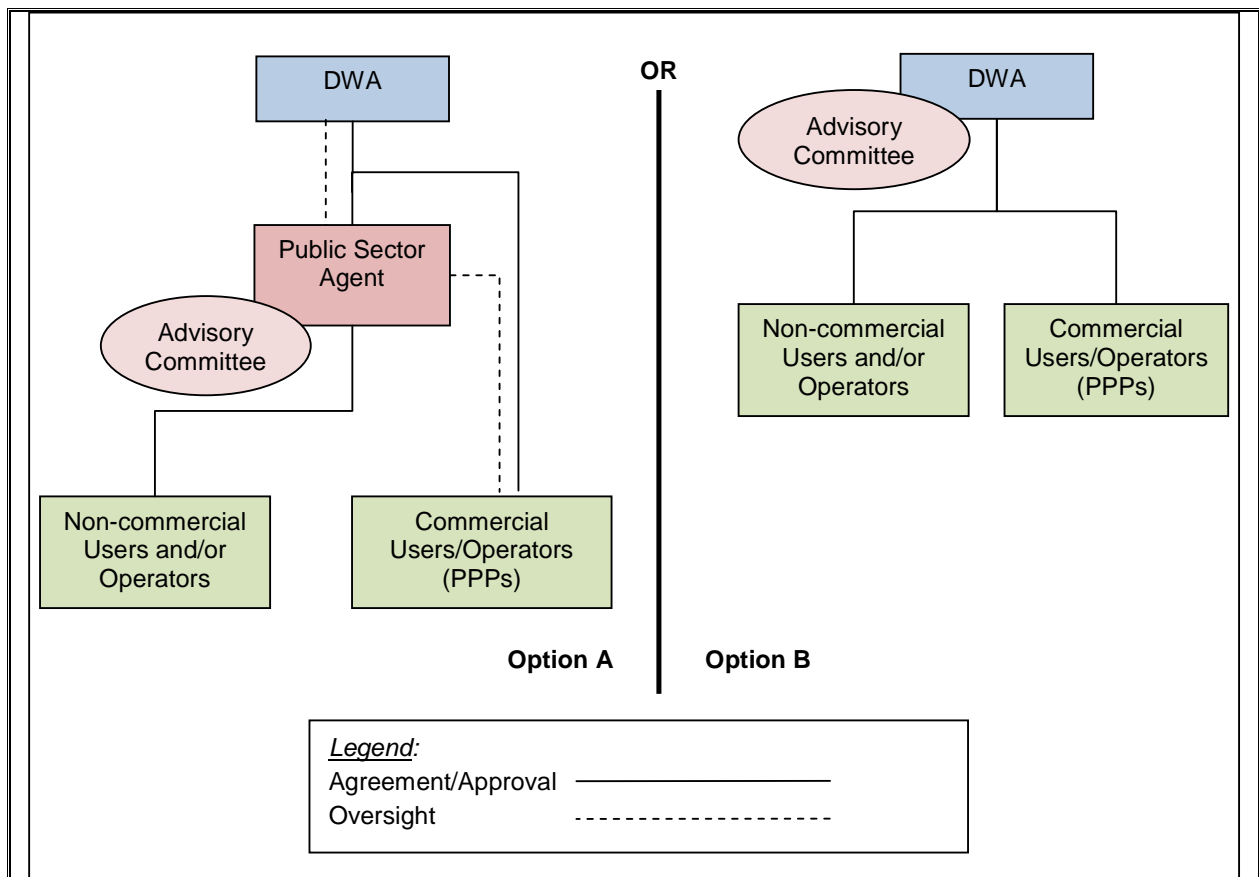 DWA
Public Sector
Agent
Advisory
Committee
Non-commercial
Users and/or
Operators
Commercial
Users/Operators
(PPPs)
Option A
OR
DWA
Advisory
Committee
Non-commercial
Users and/or
Operators
Commercial
Users/Operators
(PPPs)
Option B
Legend:
Agreement/Approval
Oversight